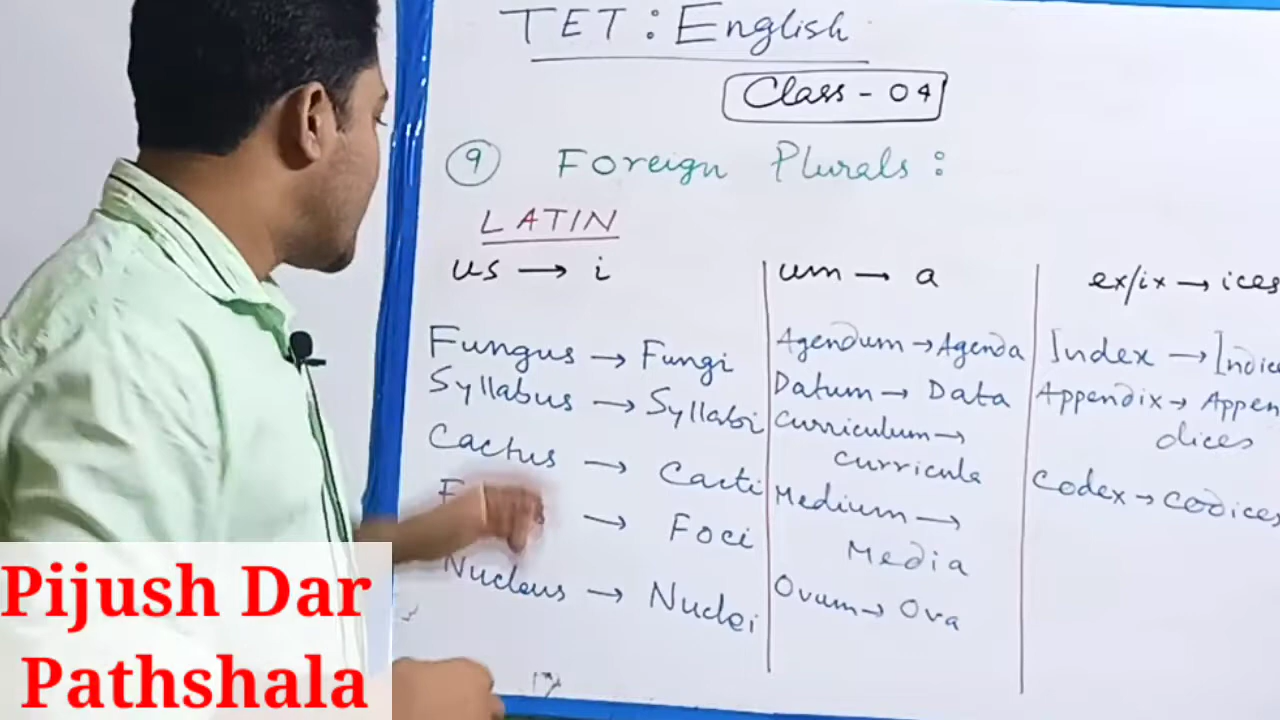 TET : English
Class - 04
9 Foreign Plurals :
LATIN
us → i
Fungus → Fungi
Syllabus → Syllabi
Cactus → Cacti
→ Foci
Nucleus → Nuclei
um → a
Agendum → Agenda
Datum → Data
Curriculum →
curricula
Medium →
Media
Ovum → Ova
ex/ix → ices
Index →
Appendix → Appen
dices
Codex → codices
Pijush Dar
Pathshala